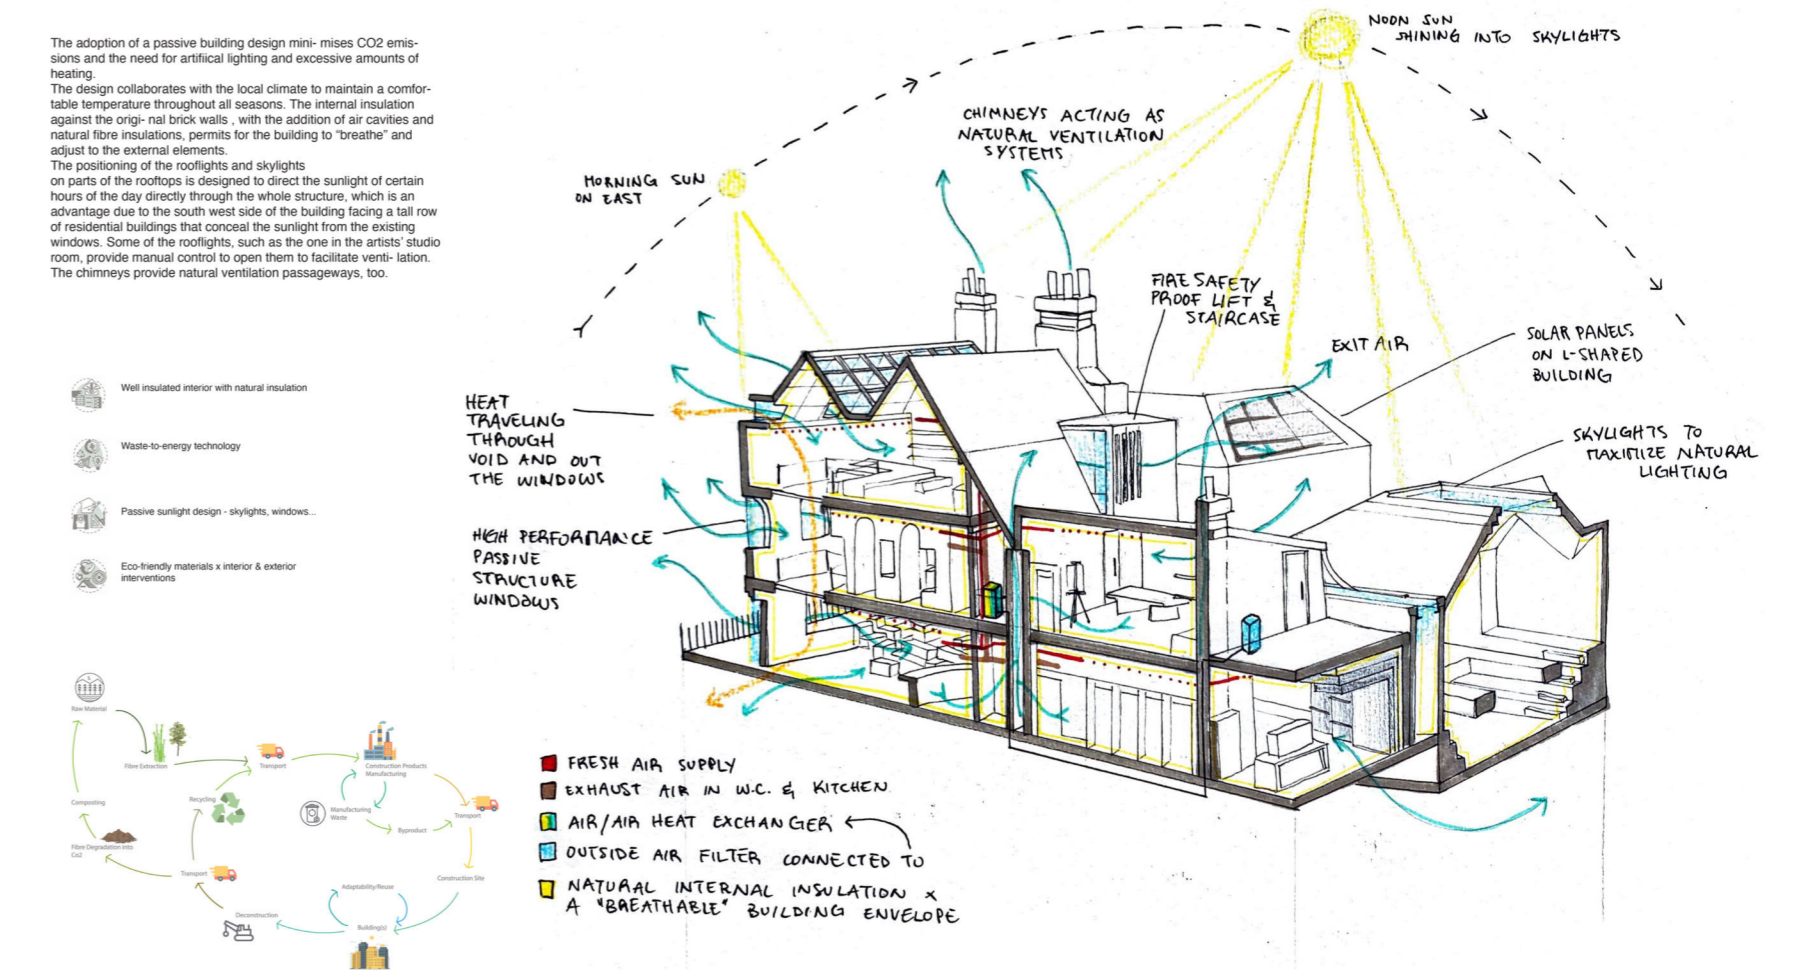 The adoption of a passive building design mini- mises CO2 emis-
sions and the need for artifiical lighting and excessive amounts of
heating.
The design collaborates with the local climate to maintain a comfor-
table temperature throughout all seasons. The internal insulation
against the origi- nal brick walls , with the addition of air cavities and
natural fibre insulations, permits for the building to “breathe” and
adjust to the external elements.
The positioning of the rooflights and skylights
on parts of the rooftops is designed to direct the sunlight of certain
hours of the day directly through the whole structure, which is an
advantage due to the south west side of the building facing a tall row
of residential buildings that conceal the sunlight from the existing
windows. Some of the rooflights, such as the one in the artists’ studio
room, provide manual control to open them to facilitate venti- lation.
The chimneys provide natural ventilation passageways, too.
Well insulated interior with natural insulation
Waste-to-energy technology
Passive sunlight design - skylights, windows...
Eco-friendly materials x interior & exterior
interventions
Raw Material
Fibre Extraction
Transport
Construction Products
Manufacturing
Composting
Recycling
Manufacturing
Waste
Transport
Byproduct
Fibre Degradation into
Co2
Transport
Construction Site
Adaptability/Reuse
Deconstruction
Building(s)
NOON SUN
SHINING INTO SKYLIGHTS
CHIMNEYS ACTING AS
NATURAL VENTILATION
SYSTEMS
MORNING SUN
ON EAST
FIRE SAFETY
PROOF LIFT &
STAIRCASE
EXIT AIR
SOLAR PANELS
ON L-SHAPED
BUILDING
HEAT
TRAVELING
THROUGH
VOID AND OUT
THE WINDOWS
SKYLIGHTS TO
MAXIMIZE NATURAL
LIGHTING
HIGH PERFORMANCE
PASSIVE
STRUCTURE
WINDOWS
FRESH AIR SUPPLY
EXHAUST AIR IN W.C. & KITCHEN
AIR/AIR HEAT EXCHANGER
OUTSIDE AIR FILTER CONNECTED TO
NATURAL INTERNAL INSULATION x
A "BREATHABLE" BUILDING ENVELOPE